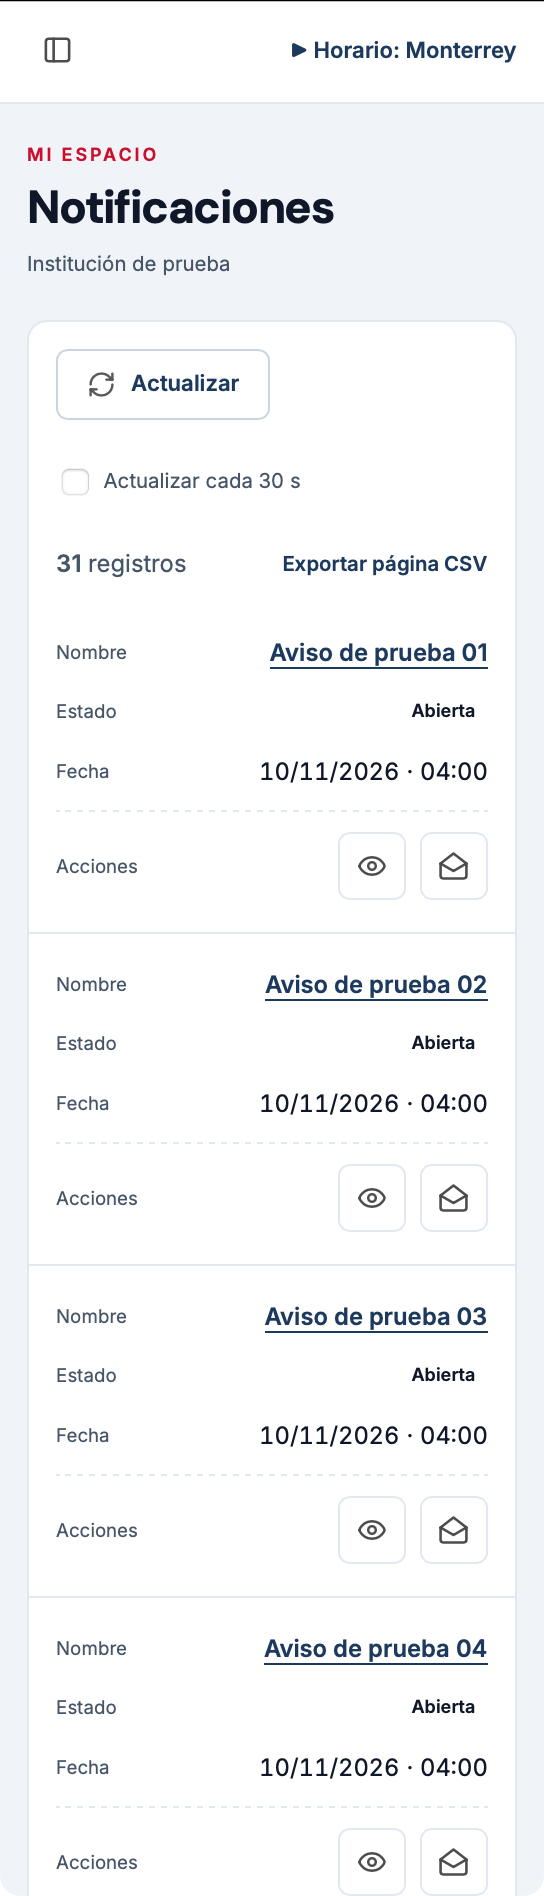 Horario: Monterrey
MI ESPACIO
Notificaciones
Institución de prueba
Actualizar
Actualizar cada 30 s
31 registros Exportar página CSV
Nombre Aviso de prueba 01
Estado Abierta
Fecha 10/11/2026 · 04:00
Acciones
Nombre Aviso de prueba 02
Estado Abierta
Fecha 10/11/2026 · 04:00
Acciones
Nombre Aviso de prueba 03
Estado Abierta
Fecha 10/11/2026 · 04:00
Acciones
Nombre Aviso de prueba 04
Estado Abierta
Fecha 10/11/2026 · 04:00
Acciones